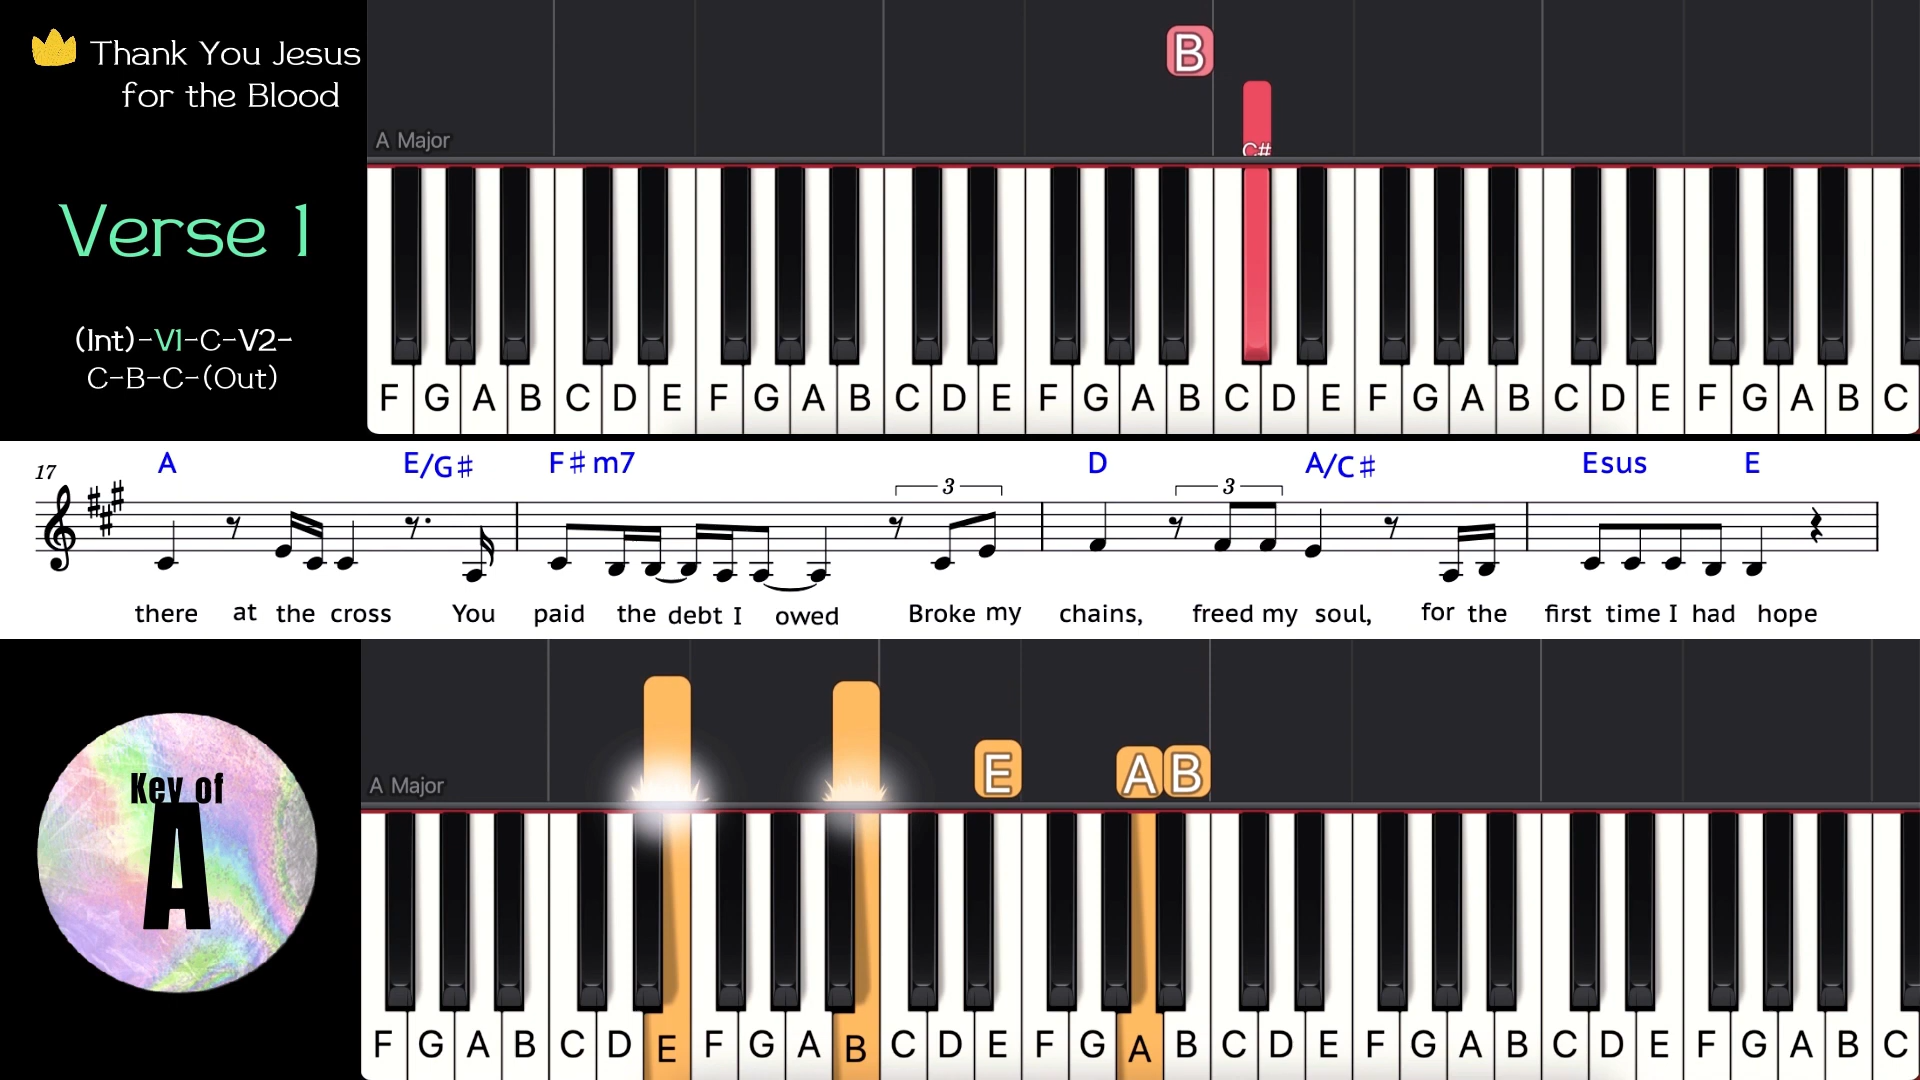 Thank You Jesus
for the Blood
Verse 1
(Int)-V1-C-V2-
C-B-C-(Out)
B
C#
A Major
F G A B C D E F G A B C D E F G A B C D E F G A B C D E F G A B C
A E/G♯ F♯m7 D A/C♯ Esus E
17
3 3
there at the cross You paid the debt I owed Broke my chains, freed my soul, for the first time I had hope
Key of
A
E A B
A Major
F G A B C D E F G A B C D E F G A B C D E F G A B C D E F G A B C